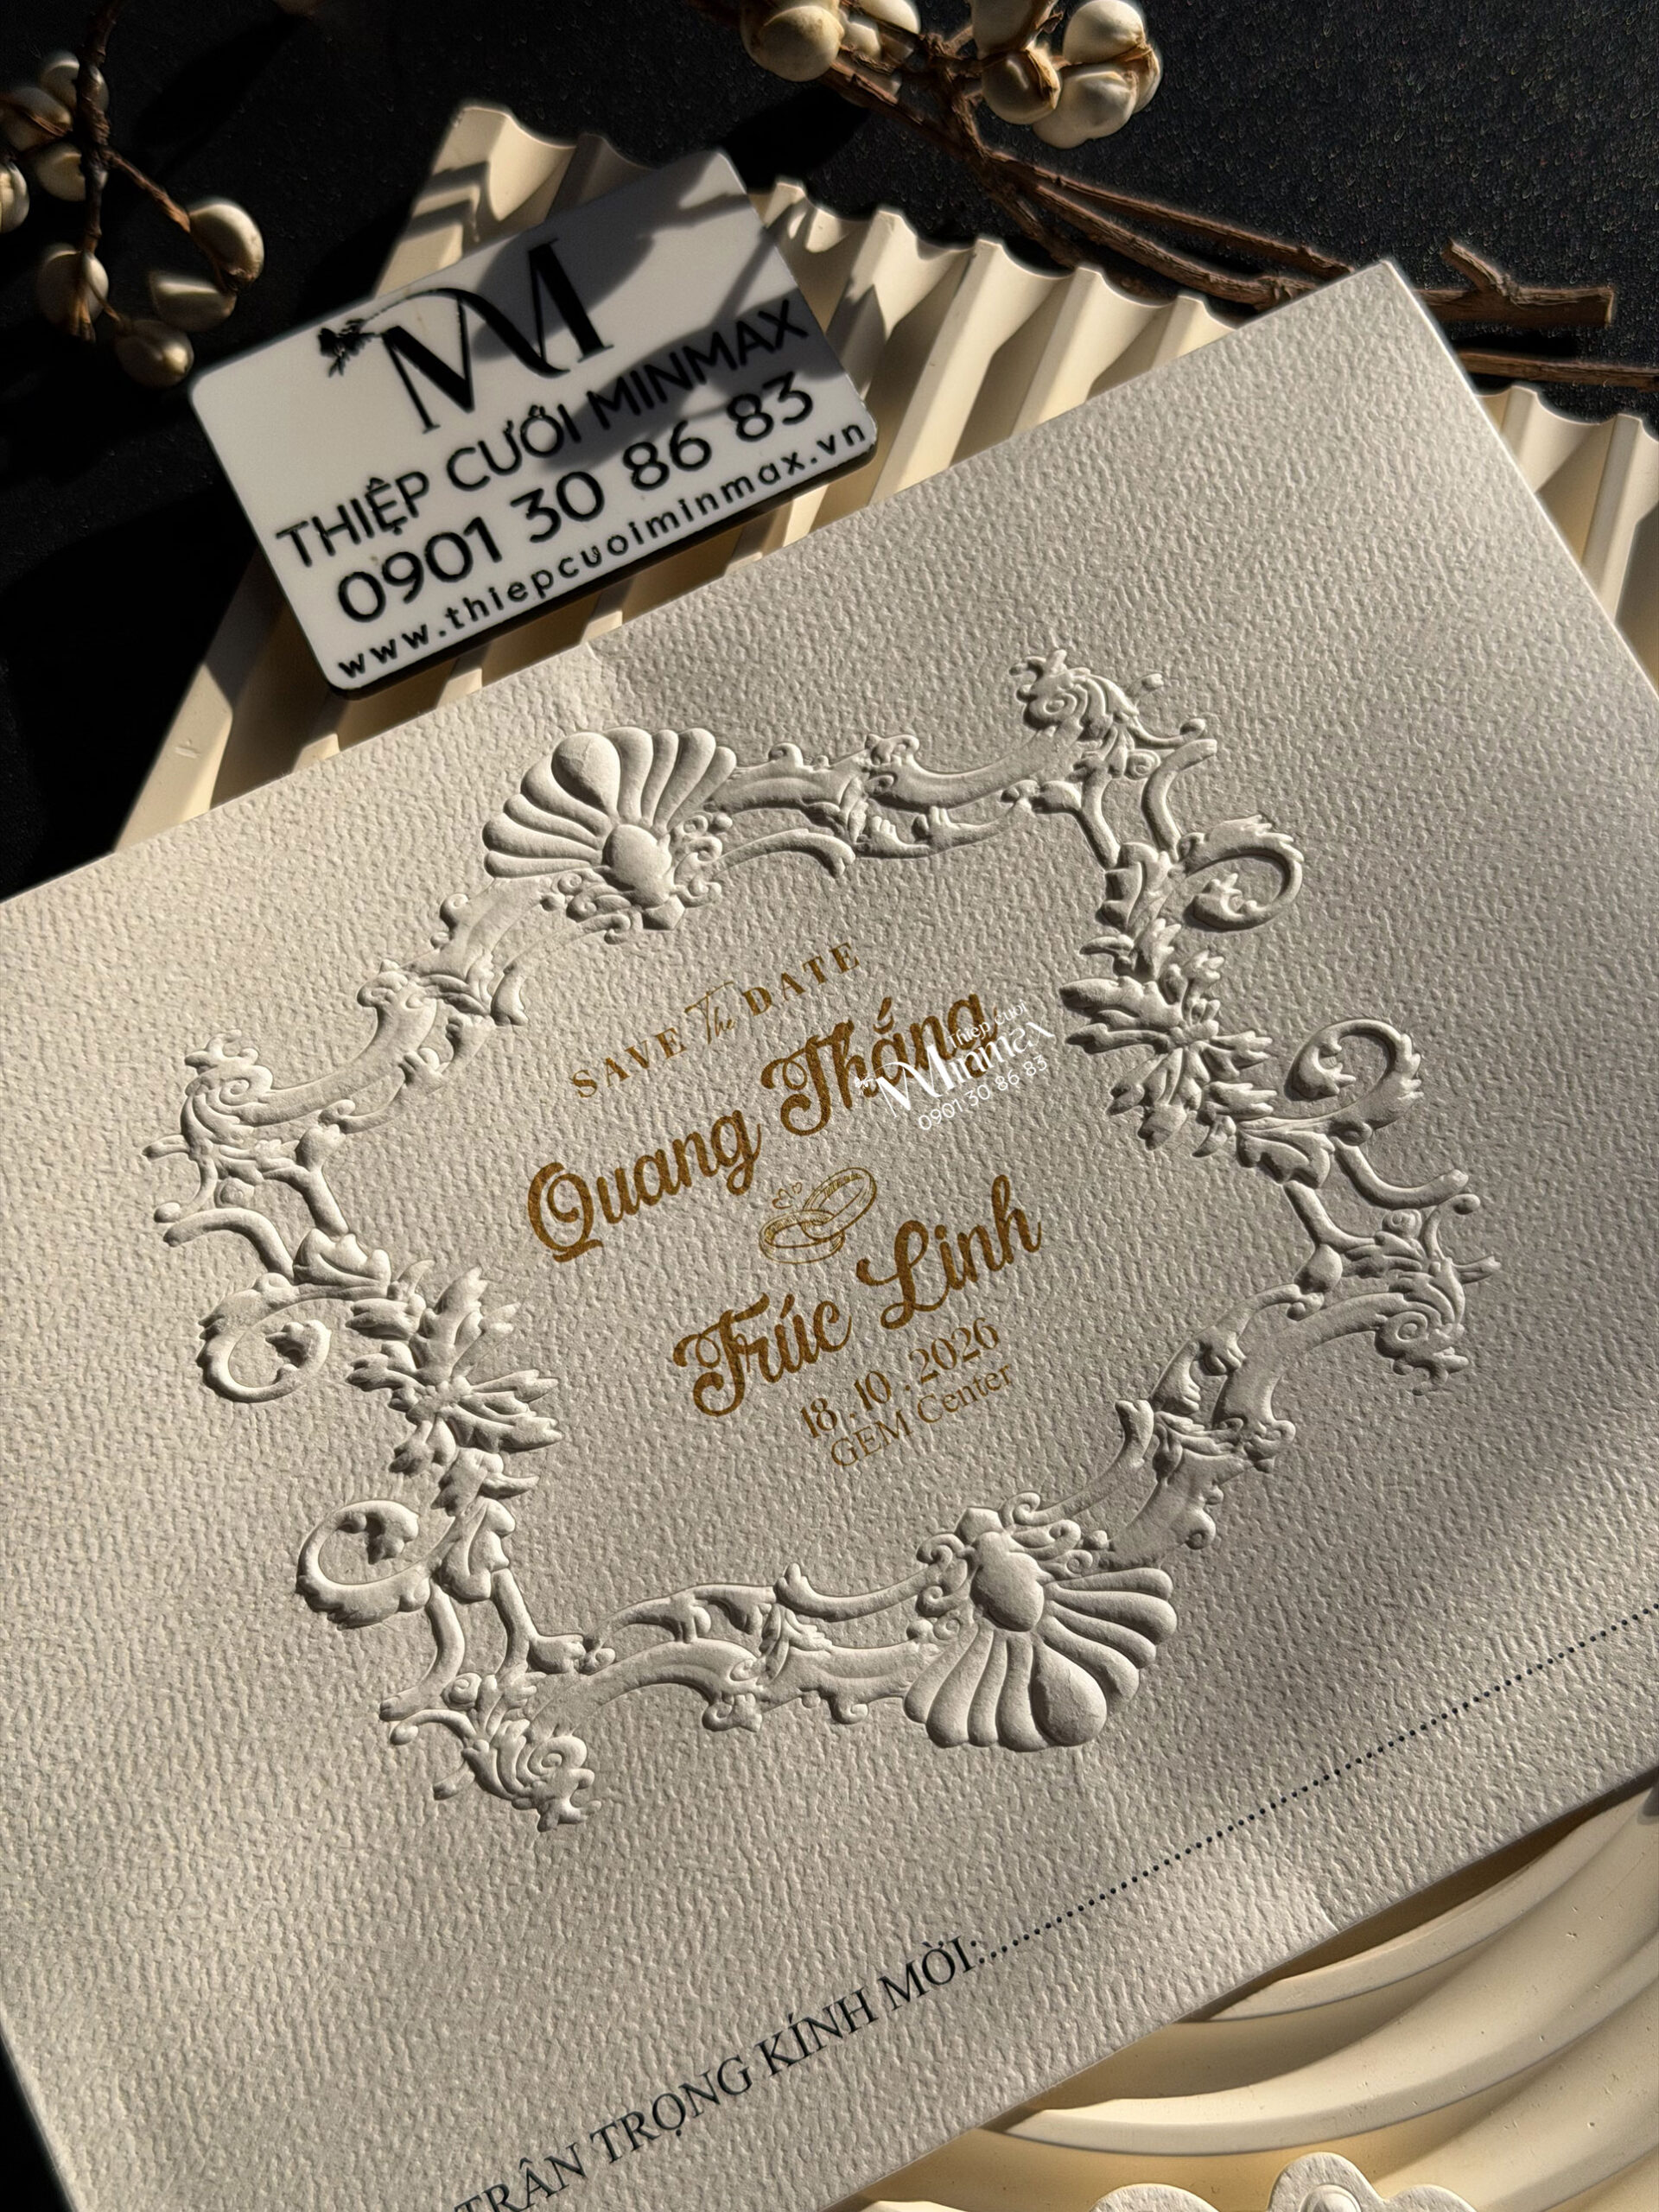 THIỆP CƯỚI MINMAX
0901 30 86 83
www.thiepcuoiminmax.vn
SAVE The DATE
Quang Thắng
Thiệp Cưới
Minmax
0901 30 86 83
Trúc Linh
18.10.2026
GEM Center
TRÂN TRỌNG KÍNH MỜI: